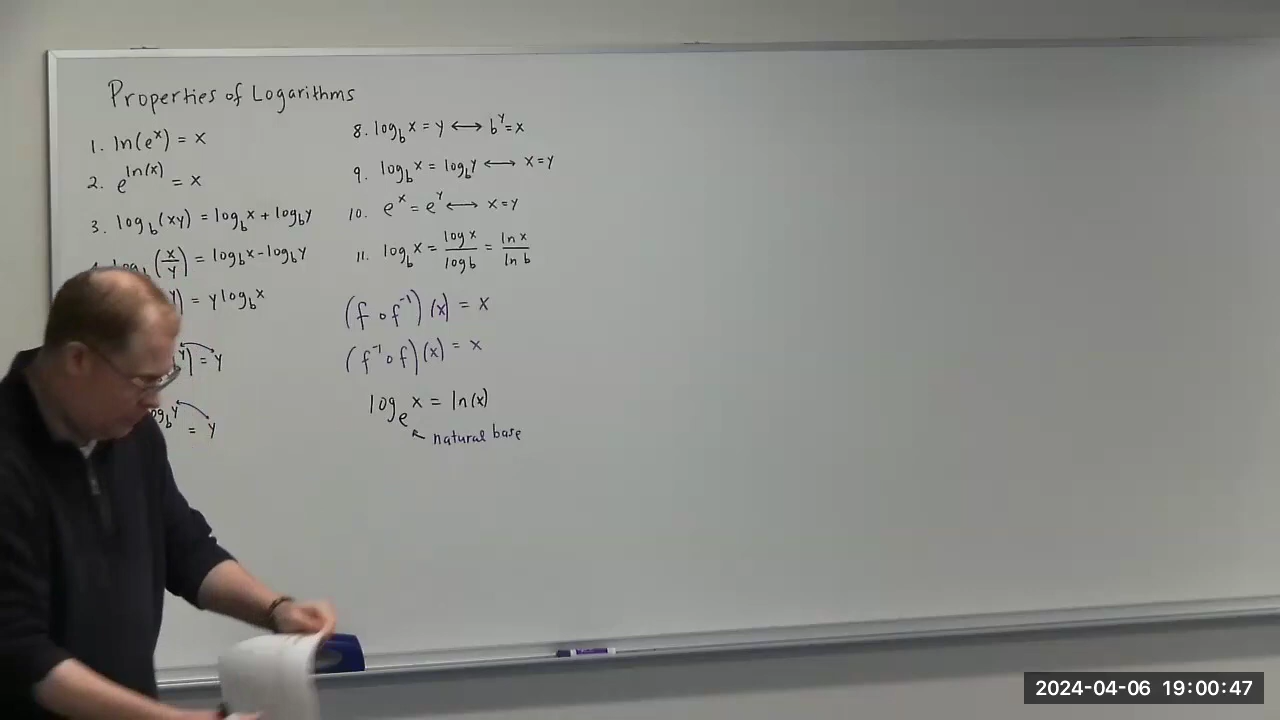 Properties of Logarithms
1. ln(e^x) = x
2. e^ln(x) = x
3. log_b(xy) = log_b x + log_b y
(x/y) = log_b x - log_b y
y) = y log_b x
y) = y
log_b y = y
8. log_b x = y ⟷ b^y = x
9. log_b x = log_b y ⟷ x = y
10. e^x = e^y ⟷ x = y
11. log_b x = log x / log b = ln x / ln b
(f ∘ f^-1)(x) = x
(f^-1 ∘ f)(x) = x
log_e x = ln(x)
↖ natural base
2024-04-06 19:00:47